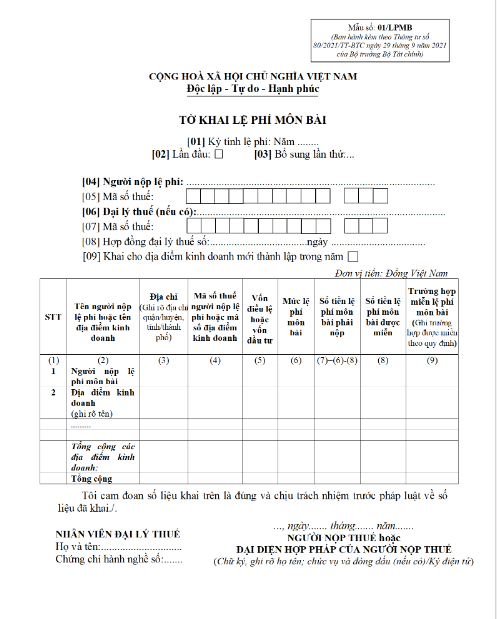 Mẫu số: 01/LPMB
(Ban hành kèm theo Thông tư số
80/2021/TT-BTC ngày 29 tháng 9 năm 2021
của Bộ trưởng Bộ Tài chính)
CỘNG HOÀ XÃ HỘI CHỦ NGHĨA VIỆT NAM
Độc lập - Tự do - Hạnh phúc
TỜ KHAI LỆ PHÍ MÔN BÀI
[01] Kỳ tính lệ phí: Năm ........
[02] Lần đầu: [03] Bổ sung lần thứ:...
[04] Người nộp lệ phí: ................................................
[05] Mã số thuế:
[06] Đại lý thuế (nếu có):................................................
[07] Mã số thuế:
[08] Hợp đồng đại lý thuế số:....................................ngày ...................................
[09] Khai cho địa điểm kinh doanh mới thành lập trong năm
Đơn vị tiền: Đồng Việt Nam
STT
Tên người nộp
lệ phí hoặc tên
địa điểm kinh
doanh
Địa chỉ
(Ghi rõ địa chỉ
quận/huyện,
tỉnh/thành
phố)
Mã số thuế
người nộp lệ
phí hoặc mã
số địa điểm
kinh doanh
Vốn
điều lệ
hoặc
vốn
đầu tư
Mức lệ
phí
môn
bài
Số tiền lệ
phí môn
bài phải
nộp
Số tiền lệ
phí môn
bài được
miễn
Trường hợp
miễn lệ phí
môn bài
(Ghi trường
hợp được miễn
theo quy định)
(1) (2) (3) (4) (5) (6) (7)=(6)-(8) (8) (9)
1 Người nộp lệ
phí môn bài
2 Địa điểm kinh
doanh
(ghi rõ tên)
.........
Tổng cộng các
địa điểm kinh
doanh:
Tổng cộng
Tôi cam đoan số liệu khai trên là đúng và chịu trách nhiệm trước pháp luật về số
liệu đã khai./.
..., ngày....... tháng....... năm.......
NHÂN VIÊN ĐẠI LÝ THUẾ
Họ và tên:..............................
Chứng chỉ hành nghề số:.......
NGƯỜI NỘP THUẾ hoặc
ĐẠI DIỆN HỢP PHÁP CỦA NGƯỜI NỘP THUẾ
(Chữ ký, ghi rõ họ tên; chức vụ và đóng dấu (nếu có)/Ký điện tử)